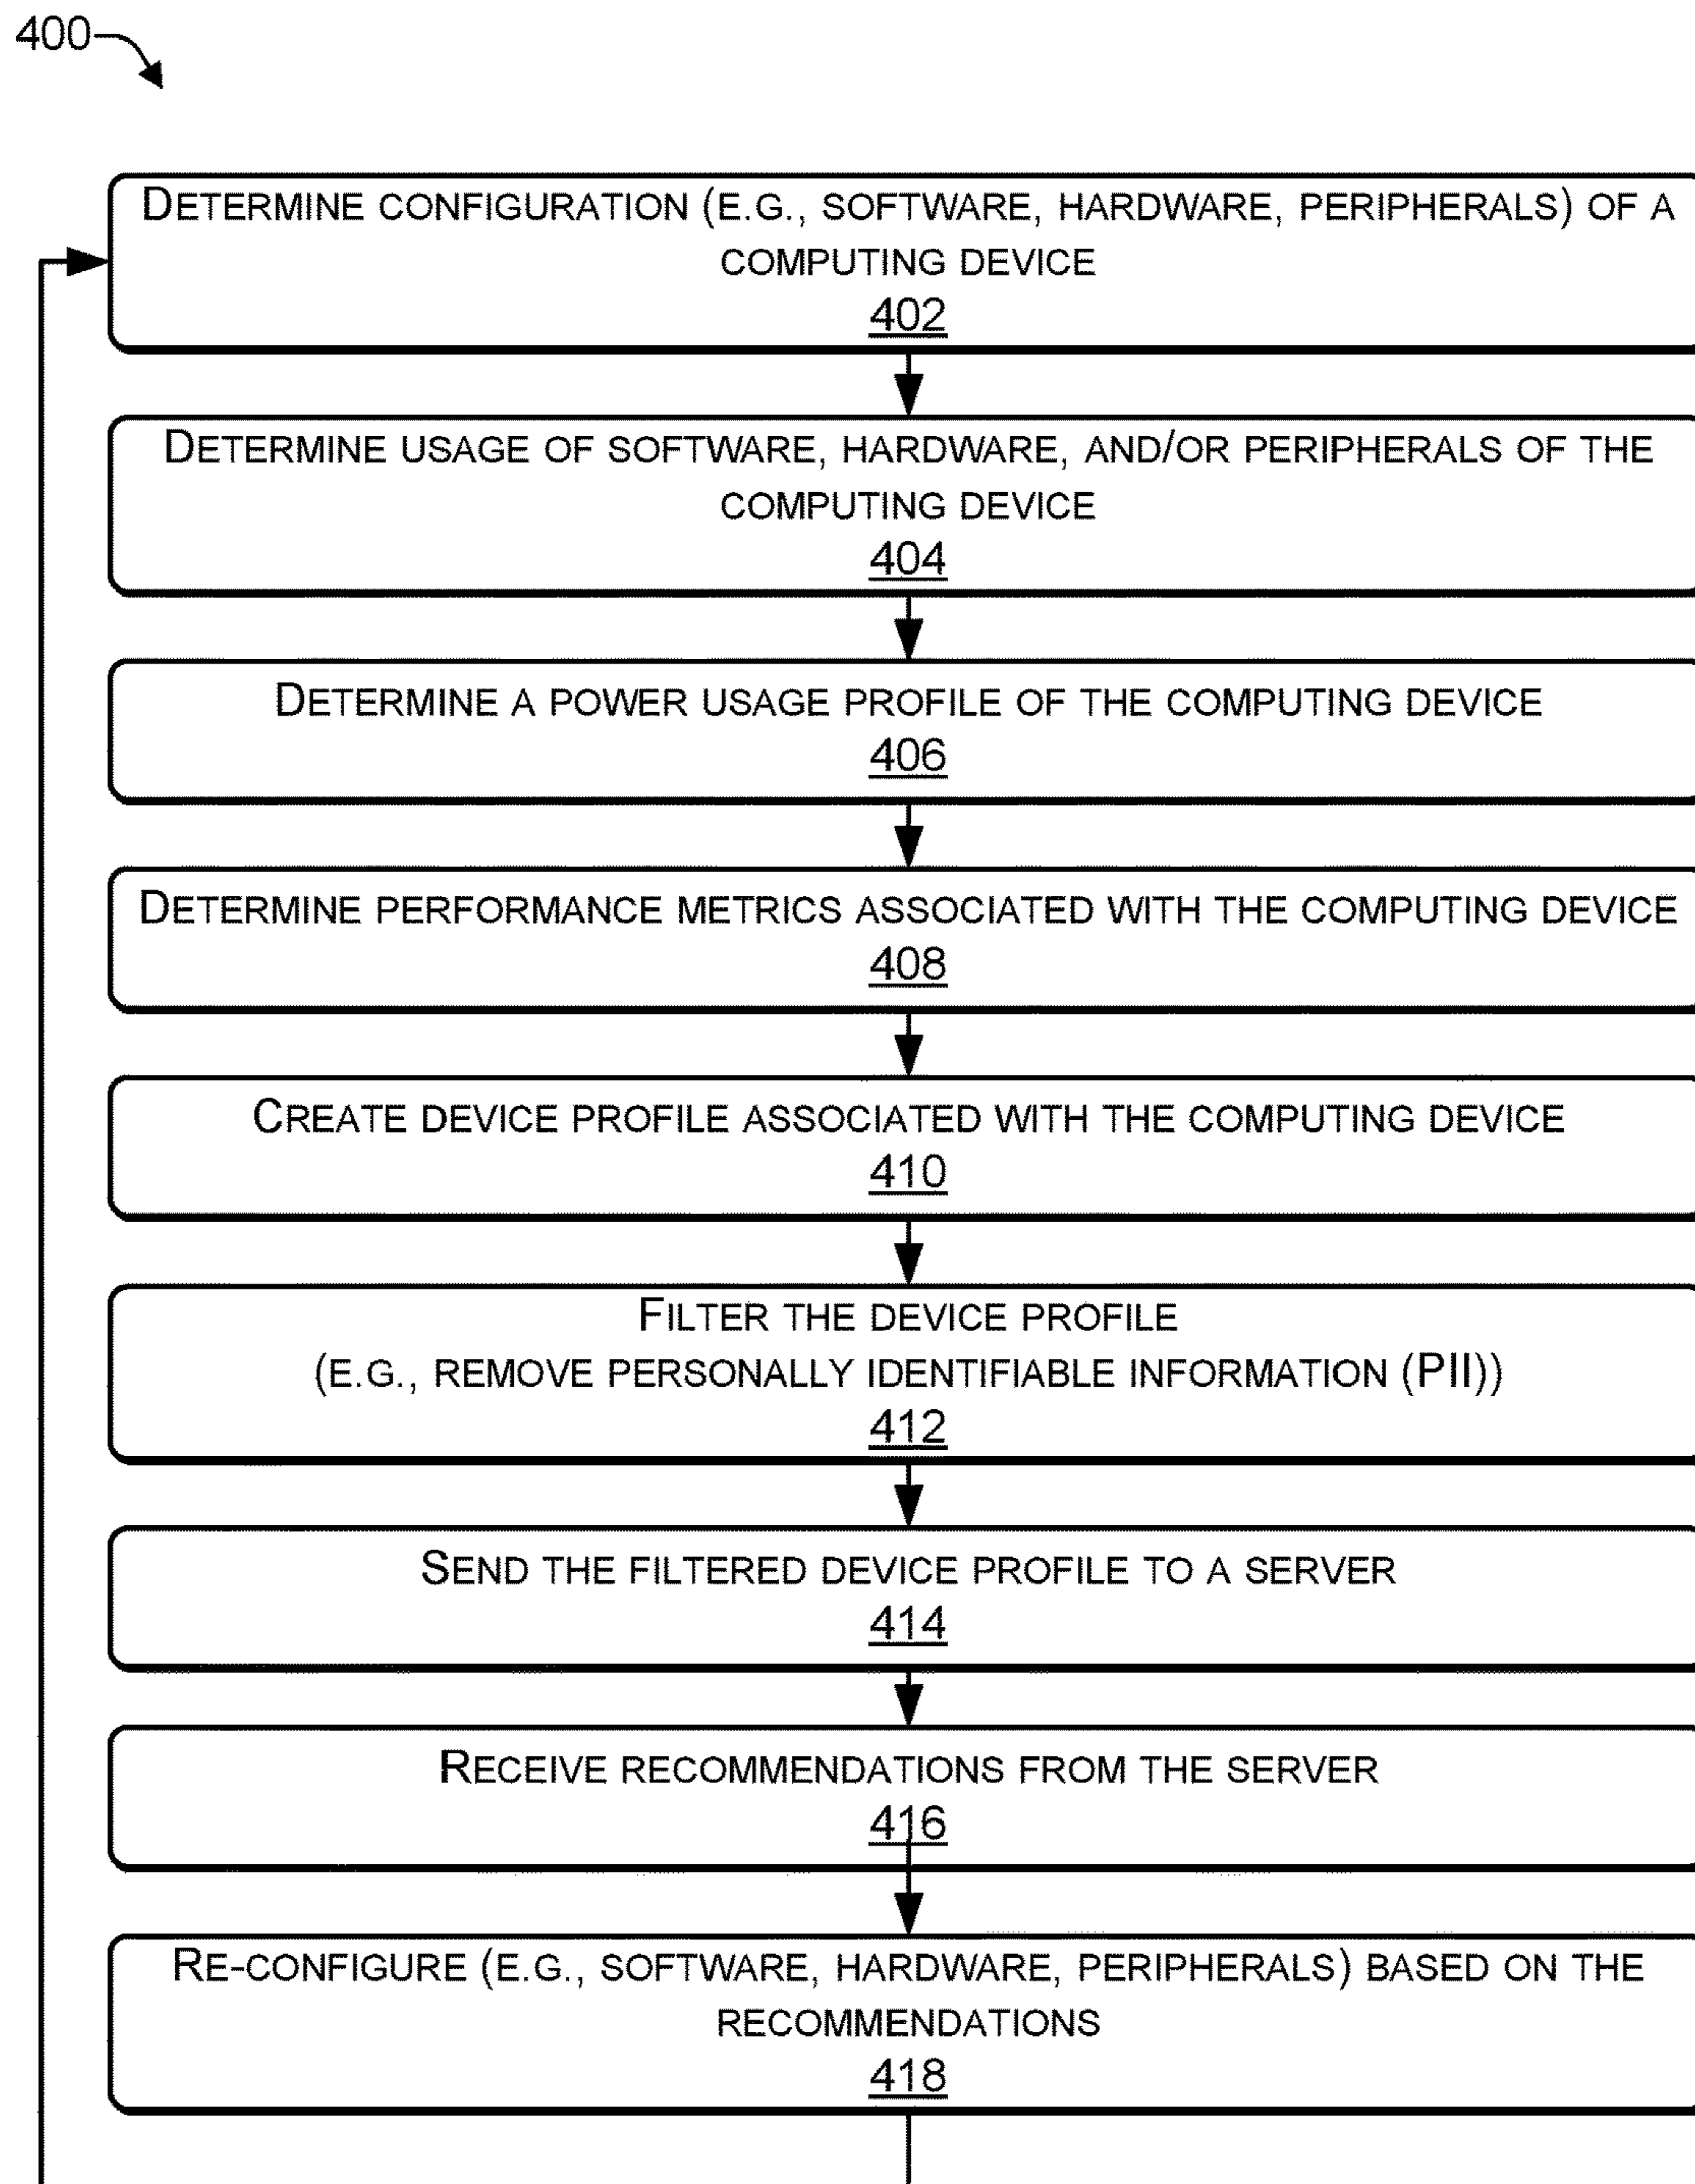 400
DETERMINE CONFIGURATION (E.G., SOFTWARE, HARDWARE, PERIPHERALS) OF A
COMPUTING DEVICE
402
DETERMINE USAGE OF SOFTWARE, HARDWARE, AND/OR PERIPHERALS OF THE
COMPUTING DEVICE
404
DETERMINE A POWER USAGE PROFILE OF THE COMPUTING DEVICE
406
DETERMINE PERFORMANCE METRICS ASSOCIATED WITH THE COMPUTING DEVICE
408
CREATE DEVICE PROFILE ASSOCIATED WITH THE COMPUTING DEVICE
410
FILTER THE DEVICE PROFILE
(E.G., REMOVE PERSONALLY IDENTIFIABLE INFORMATION (PII))
412
SEND THE FILTERED DEVICE PROFILE TO A SERVER
414
RECEIVE RECOMMENDATIONS FROM THE SERVER
416
RE-CONFIGURE (E.G., SOFTWARE, HARDWARE, PERIPHERALS) BASED ON THE
RECOMMENDATIONS
418